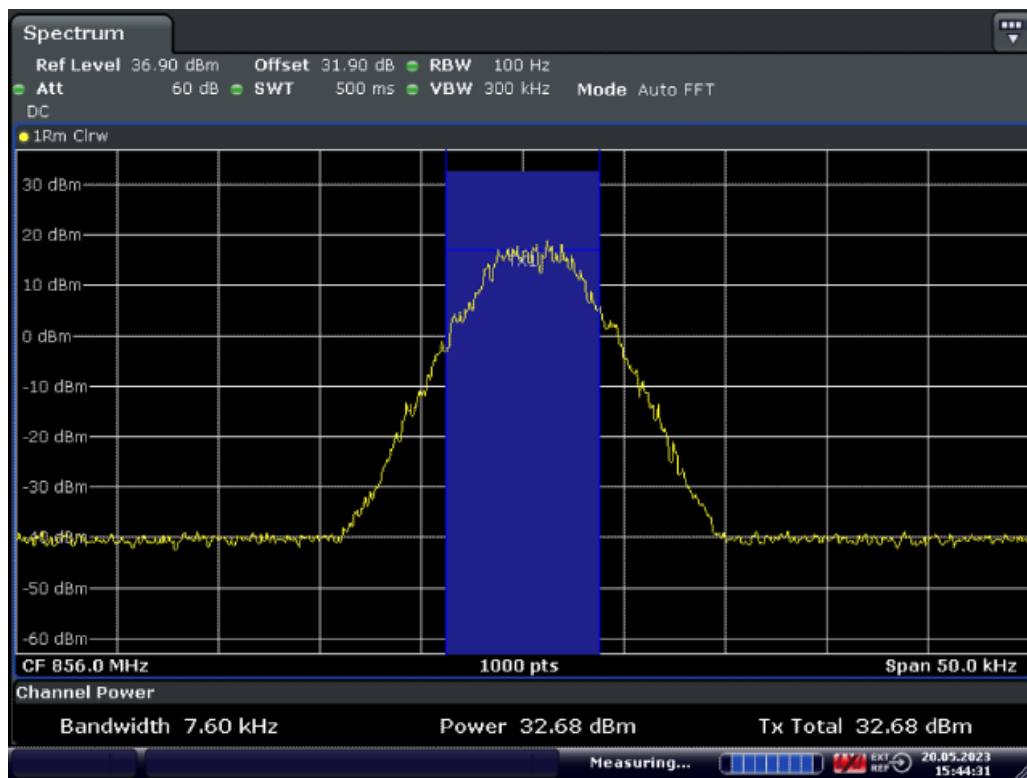 Spectrum
Ref Level 36.90 dBm Offset 31.90 dB RBW 100 Hz
Att 60 dB SWT 500 ms VBW 300 kHz Mode Auto FFT
DC
1Rm Clrw
30 dBm
20 dBm
10 dBm
0 dBm
-10 dBm
-20 dBm
-30 dBm
-40 dBm
-50 dBm
-60 dBm
CF 856.0 MHz 1000 pts Span 50.0 kHz
Channel Power
Bandwidth 7.60 kHz Power 32.68 dBm Tx Total 32.68 dBm
Measuring... EXT REF 20.05.2023
15:44:31